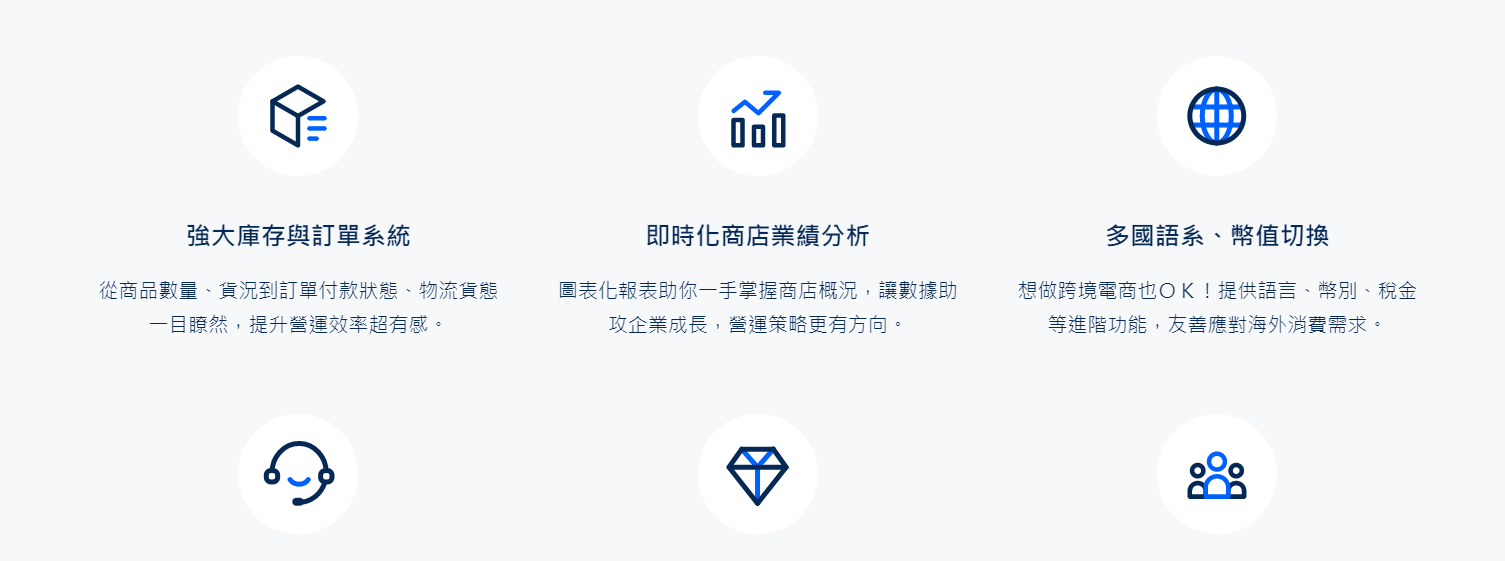 強大庫存與訂單系統
從商品數量、貨況到訂單付款狀態、物流貨態
一目瞭然，提升營運效率超有感。
即時化商店業績分析
圖表化報表助你一手掌握商店概況，讓數據助
攻企業成長，營運策略更有方向。
多國語系、幣值切換
想做跨境電商也ＯＫ！提供語言、幣別、稅金
等進階功能，友善應對海外消費需求。